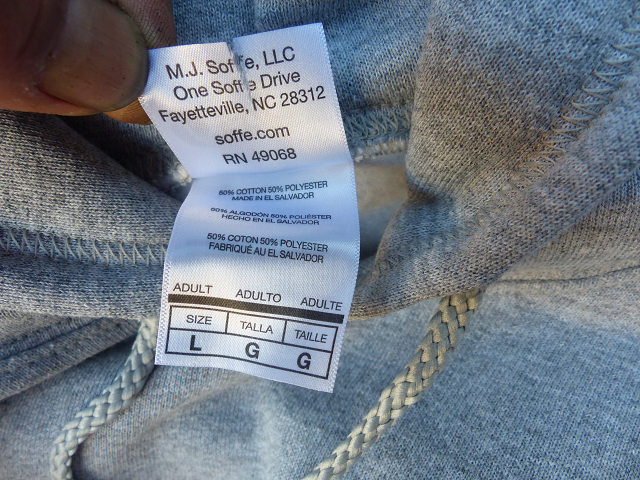 M.J. Soffe, LLC
One Soffe Drive
Fayetteville, NC 28312
soffe.com
RN 49068
50% COTTON 50% POLYESTER
MADE IN EL SALVADOR
50% ALGODÓN 50% POLIÉSTER
HECHO EN EL SALVADOR
50% COTON 50% POLYESTER
FABRIQUÉ AU EL SALVADOR
ADULT ADULTO ADULTE
SIZE TALLA TAILLE
L G G